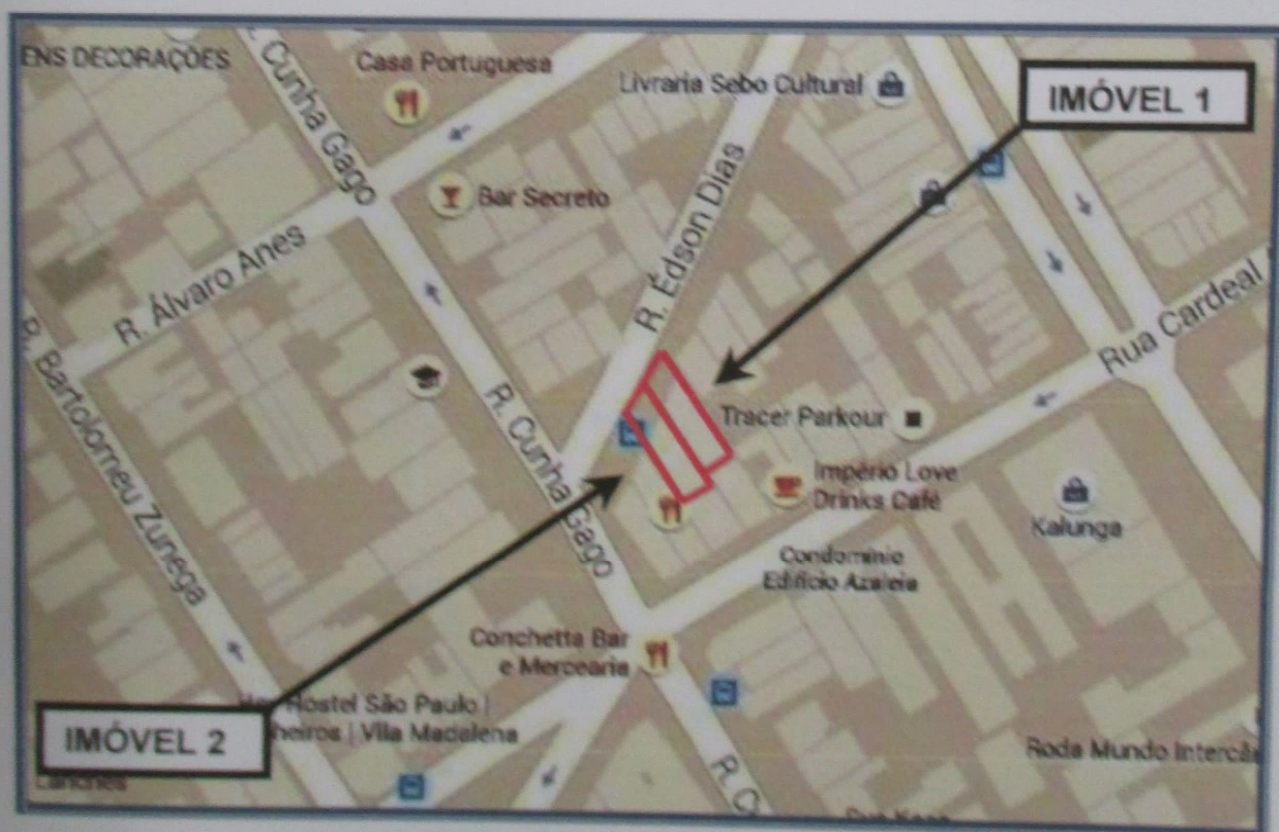 ENS DECORAÇÕES
Cunha Gago
Casa Portuguesa
Livraria Sebo Cultural
IMÓVEL 1
Bar Secreto
R. Édson Dias
R. Álvaro Anes
Rua Cardeal
R. Bartolomeu Zunega
R. Cunha Gago
Tracer Parkour
Império Love
Drinks Café
Kalunga
Condomínio
Edifício Azaleia
Conchetta Bar
e Mercearia
Hostel São Paulo |
heiros | Vila Madalena
IMÓVEL 2
Roda Mundo Intercâ
R.